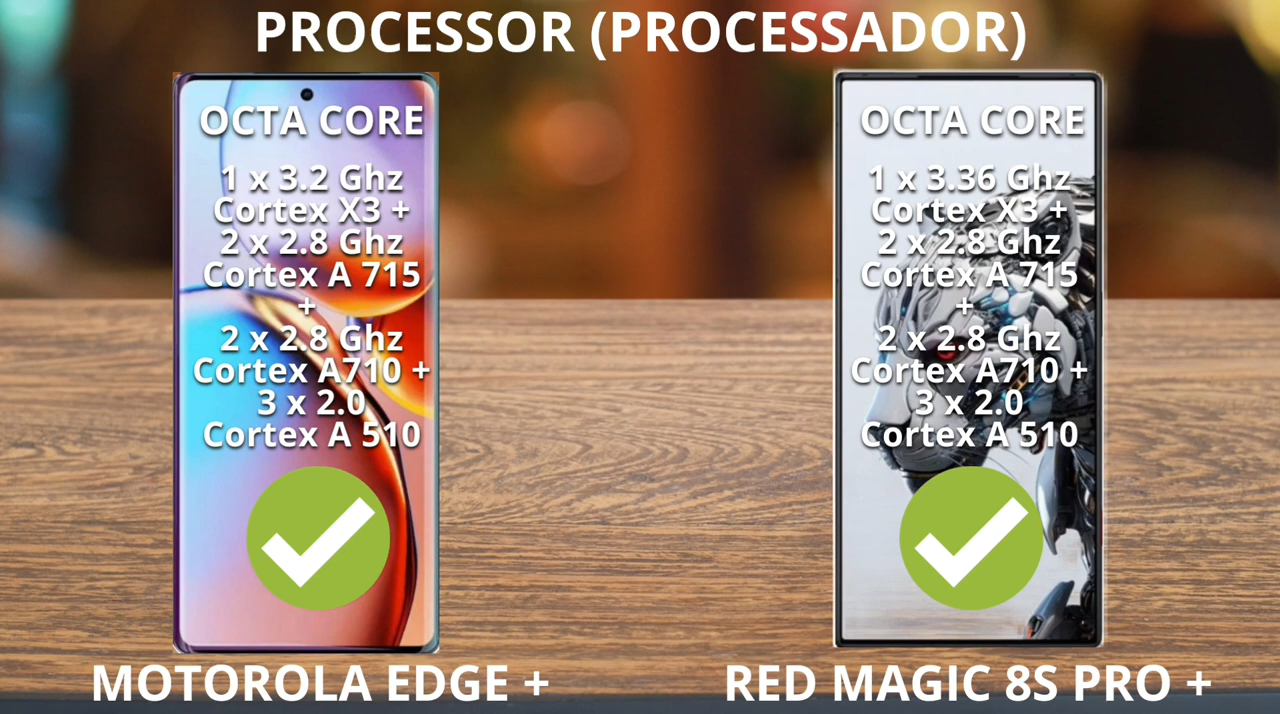 PROCESSOR (PROCESSADOR)
OCTA CORE
1 x 3.2 Ghz
Cortex X3 +
2 x 2.8 Ghz
Cortex A 715
+
2 x 2.8 Ghz
Cortex A710 +
3 x 2.0
Cortex A 510
MOTOROLA EDGE +
OCTA CORE
1 x 3.36 Ghz
Cortex X3 +
2 x 2.8 Ghz
Cortex A 715
+
2 x 2.8 Ghz
Cortex A710 +
3 x 2.0
Cortex A 510
RED MAGIC 8S PRO +